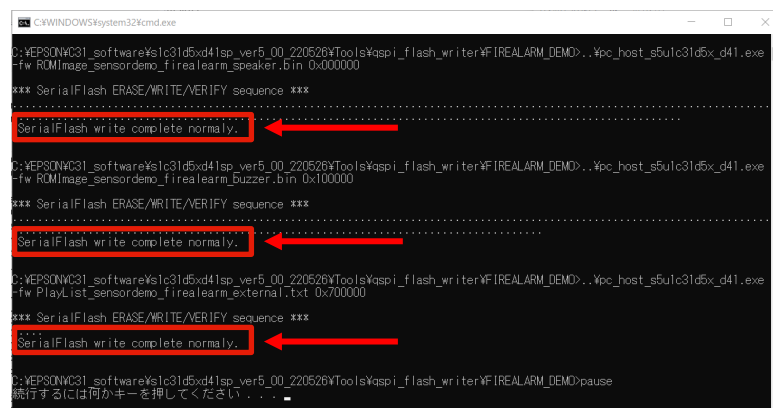 C:¥WINDOWS¥system32¥cmd.exe
C:¥EPSON¥C31_software¥s1c31d5xd41sp_ver5_00_220526¥Tools¥qspi_flash_writer¥FIREALARM_DEMO>..¥pc_host_s5u1c31d5x_d41.exe
-fw ROMImage_sensordemo_firealearm_speaker.bin 0x000000
*** SerialFlash ERASE/WRITE/VERIFY sequence ***
................................................................................................................
................................................................................................
SerialFlash write complete normaly.
C:¥EPSON¥C31_software¥s1c31d5xd41sp_ver5_00_220526¥Tools¥qspi_flash_writer¥FIREALARM_DEMO>..¥pc_host_s5u1c31d5x_d41.exe
-fw ROMImage_sensordemo_firealearm_buzzer.bin 0x100000
*** SerialFlash ERASE/WRITE/VERIFY sequence ***
................................................................................................................
............................................................................
SerialFlash write complete normaly.
C:¥EPSON¥C31_software¥s1c31d5xd41sp_ver5_00_220526¥Tools¥qspi_flash_writer¥FIREALARM_DEMO>..¥pc_host_s5u1c31d5x_d41.exe
-fw PlayList_sensordemo_firealearm_external.txt 0x700000
*** SerialFlash ERASE/WRITE/VERIFY sequence ***
....
SerialFlash write complete normaly.
C:¥EPSON¥C31_software¥s1c31d5xd41sp_ver5_00_220526¥Tools¥qspi_flash_writer¥FIREALARM_DEMO>pause
続行するには何かキーを押してください . . .